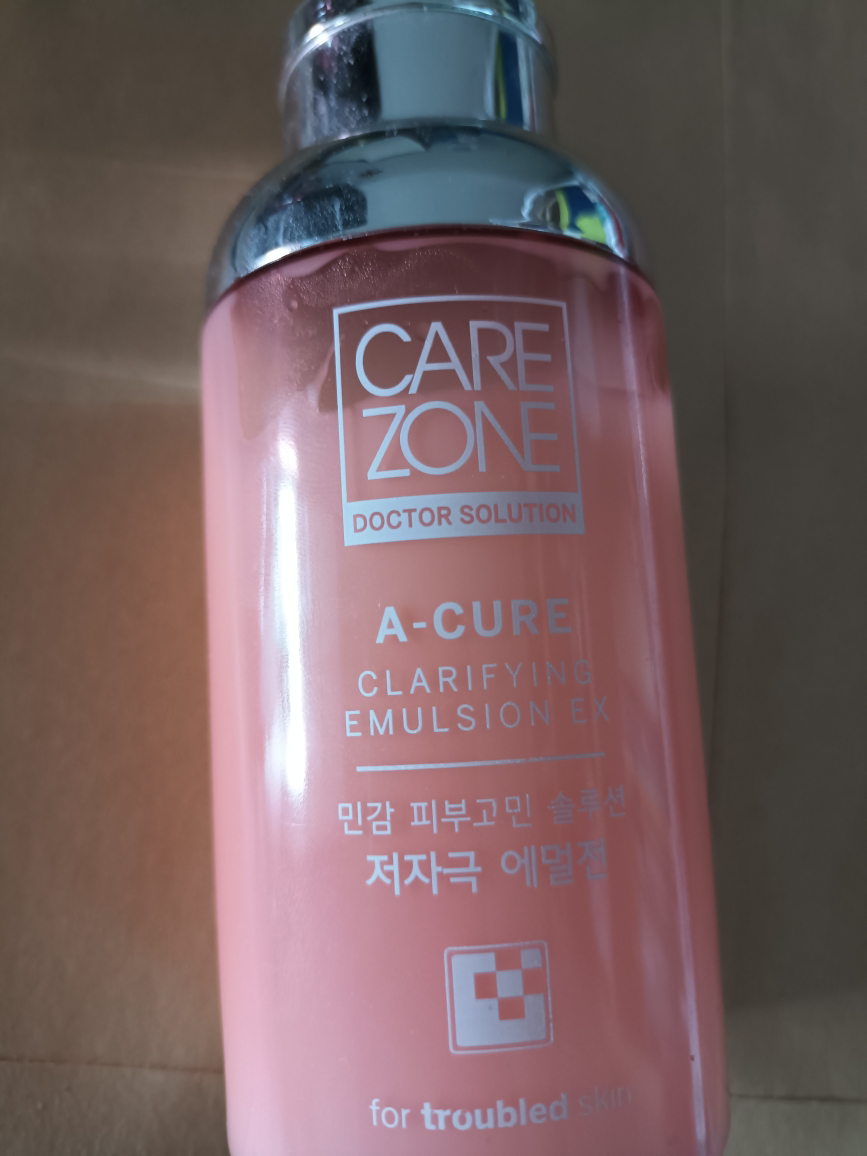 CARE
ZONE
DOCTOR SOLUTION
A-CURE
CLARIFYING
EMULSION EX
민감 피부고민 솔루션
저자극 에멀젼
for troubled skin